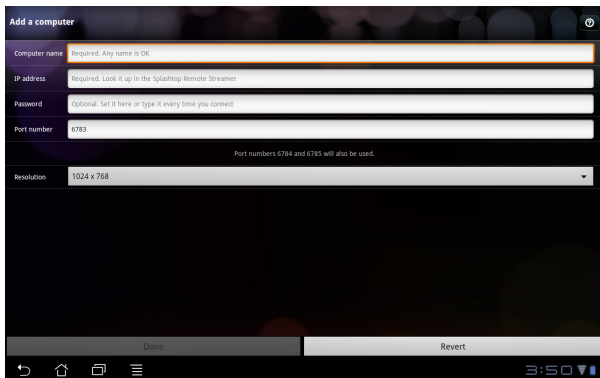 Add a computer
Computer name Required. Any name is OK
IP address Required. Look it up in the Splashtop Remote Streamer
Password Optional. Set it here or type it every time you connect
Port number 6783
Port numbers 6784 and 6785 will also be used.
Resolution 1024 x 768
Done Revert
3:50